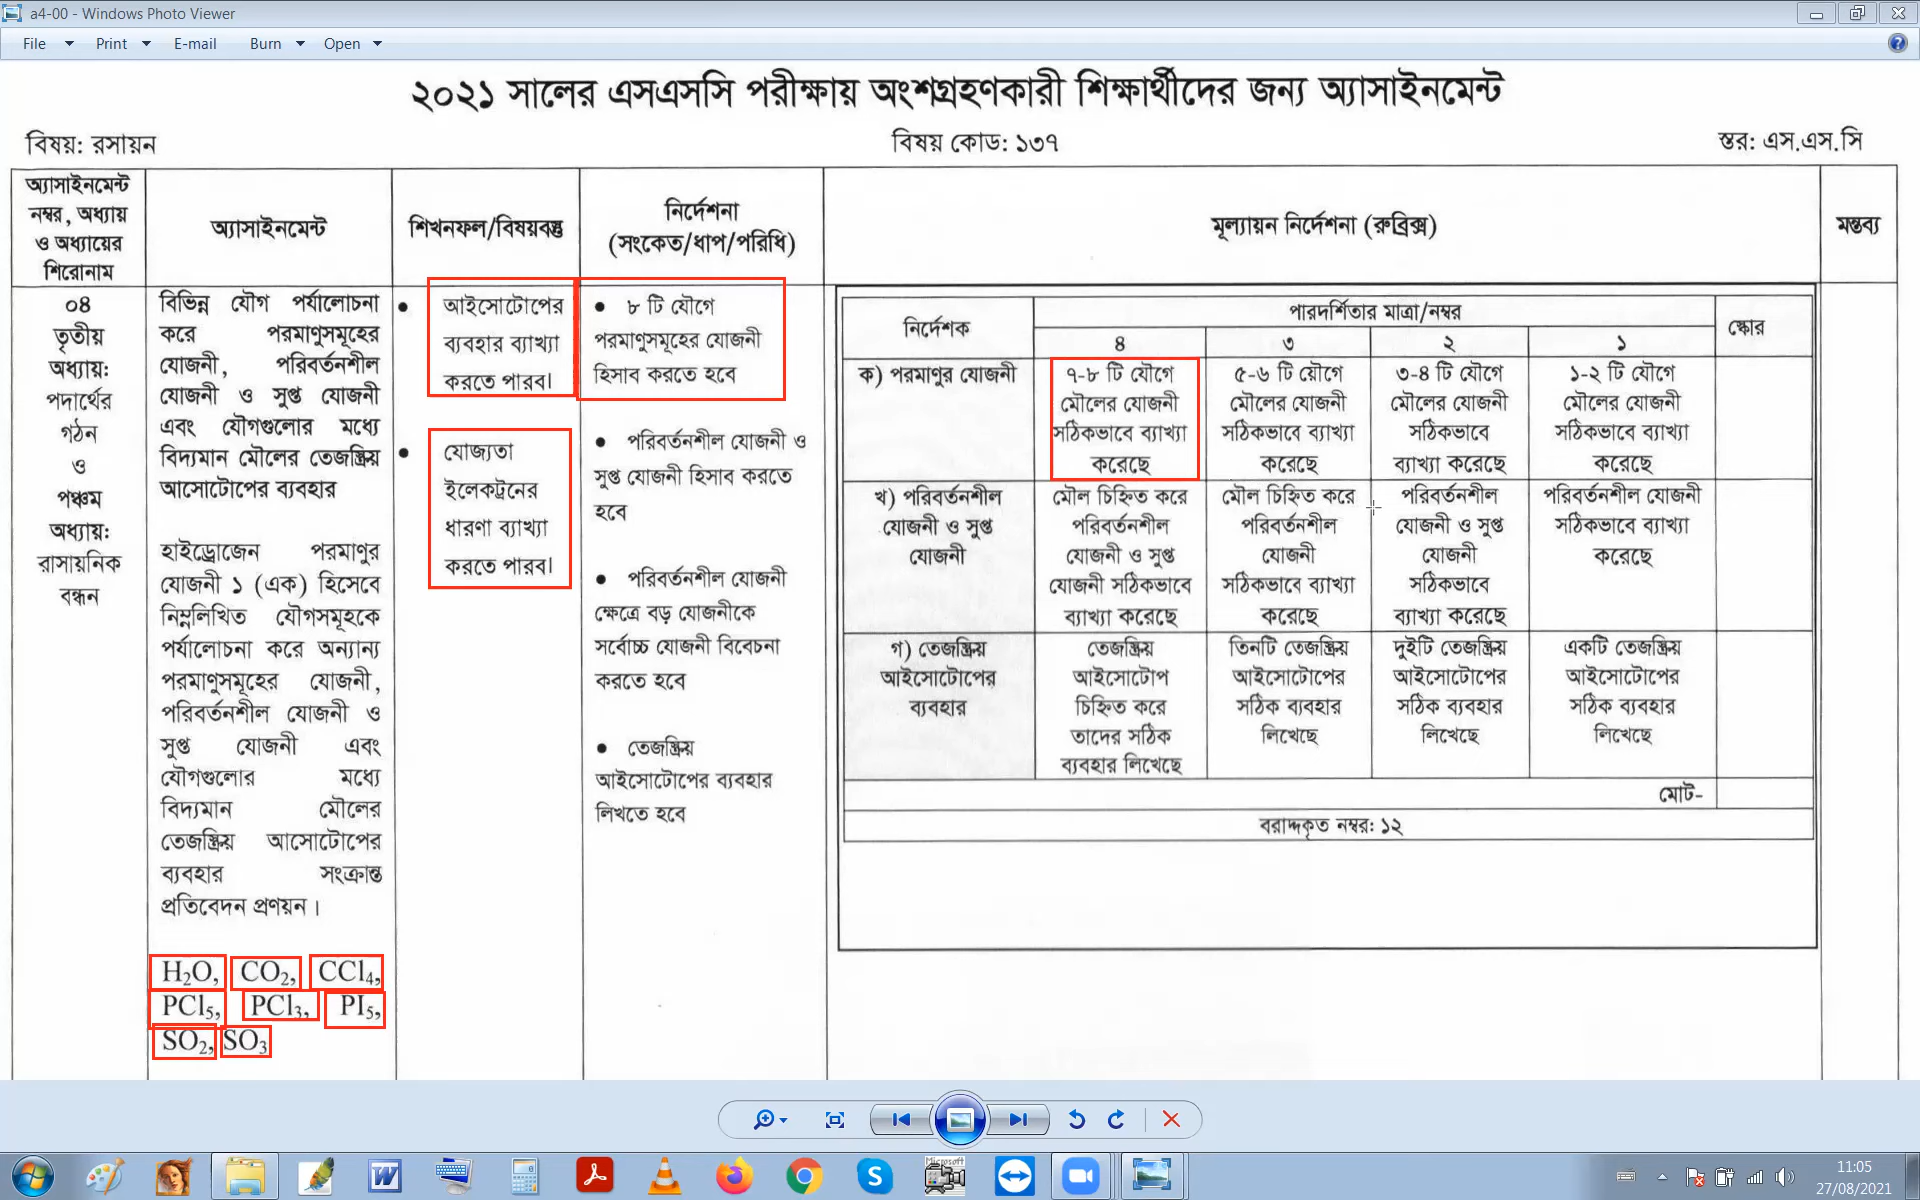 a4-00 - Windows Photo Viewer
File Print E-mail Burn Open
২০২১ সালের এসএসসি পরীক্ষায় অংশগ্রহণকারী শিক্ষার্থীদের জন্য অ্যাসাইনমেন্ট
বিষয়: রসায়ন
বিষয় কোড: ১৩৭
স্তর: এস.এস.সি
অ্যাসাইনমেন্ট
নম্বর, অধ্যায়
ও অধ্যায়ের
শিরোনাম
অ্যাসাইনমেন্ট
শিখনফল/বিষয়বস্তু
নির্দেশনা
(সংকেত/ধাপ/পরিধি)
মূল্যায়ন নির্দেশনা (রুব্রিক্স)
মন্তব্য
০৪
তৃতীয়
অধ্যায়:
পদার্থের
গঠন
ও
পঞ্চম
অধ্যায়:
রাসায়নিক
বন্ধন
বিভিন্ন যৌগ পর্যালোচনা
করে পরমাণুসমূহের
যোজনী, পরিবর্তনশীল
যোজনী ও সুপ্ত যোজনী
এবং যৌগগুলোর মধ্যে
বিদ্যমান মৌলের তেজষ্ক্রিয়
আসোটোপের ব্যবহার
হাইড্রোজেন পরমাণুর
যোজনী ১ (এক) হিসেবে
নিম্নলিখিত যৌগসমূহকে
পর্যালোচনা করে অন্যান্য
পরমাণুসমূহের যোজনী,
পরিবর্তনশীল যোজনী ও
সুপ্ত যোজনী এবং
যৌগগুলোর মধ্যে
বিদ্যমান মৌলের
তেজষ্ক্রিয় আসোটোপের
ব্যবহার সংক্রান্ত
প্রতিবেদন প্রণয়ন।
H₂O, CO₂, CCl₄,
PCl₅, PCl₃, PI₅,
SO₂, SO₃
• আইসোটোপের
ব্যবহার ব্যাখ্যা
করতে পারব।
• যোজ্যতা
ইলেকট্রনের
ধারণা ব্যাখ্যা
করতে পারব।
• ৮ টি যৌগে
পরমাণুসমূহের যোজনী
হিসাব করতে হবে
• পরিবর্তনশীল যোজনী ও
সুপ্ত যোজনী হিসাব করতে
হবে
• পরিবর্তনশীল যোজনী
ক্ষেত্রে বড় যোজনীকে
সর্বোচ্চ যোজনী বিবেচনা
করতে হবে
• তেজষ্ক্রিয়
আইসোটোপের ব্যবহার
লিখতে হবে
নির্দেশক
পারদর্শিতার মাত্রা/নম্বর
স্কোর
৪ ৩ ২ ১
ক) পরমাণুর যোজনী
৭-৮ টি যৌগে
মৌলের যোজনী
সঠিকভাবে ব্যাখ্যা
করেছে
৫-৬ টি যৌগে
মৌলের যোজনী
সঠিকভাবে ব্যাখ্যা
করেছে
৩-৪ টি যৌগে
মৌলের যোজনী
সঠিকভাবে
ব্যাখ্যা করেছে
১-২ টি যৌগে
মৌলের যোজনী
সঠিকভাবে ব্যাখ্যা
করেছে
খ) পরিবর্তনশীল
যোজনী ও সুপ্ত
যোজনী
মৌল চিহ্নিত করে
পরিবর্তনশীল
যোজনী ও সুপ্ত
যোজনী সঠিকভাবে
ব্যাখ্যা করেছে
মৌল চিহ্নিত করে
পরিবর্তনশীল
যোজনী
সঠিকভাবে ব্যাখ্যা
করেছে
পরিবর্তনশীল
যোজনী ও সুপ্ত
যোজনী
সঠিকভাবে
ব্যাখ্যা করেছে
পরিবর্তনশীল যোজনী
সঠিকভাবে ব্যাখ্যা
করেছে
গ) তেজষ্ক্রিয়
আইসোটোপের
ব্যবহার
তেজষ্ক্রিয়
আইসোটোপ
চিহ্নিত করে
তাদের সঠিক
ব্যবহার লিখেছে
তিনটি তেজষ্ক্রিয়
আইসোটোপের
সঠিক ব্যবহার
লিখেছে
দুইটি তেজষ্ক্রিয়
আইসোটোপের
সঠিক ব্যবহার
লিখেছে
একটি তেজষ্ক্রিয়
আইসোটোপের
সঠিক ব্যবহার
লিখেছে
মোট-
বরাদ্দকৃত নম্বর: ১২
Microsoft
11:05
27/08/2021